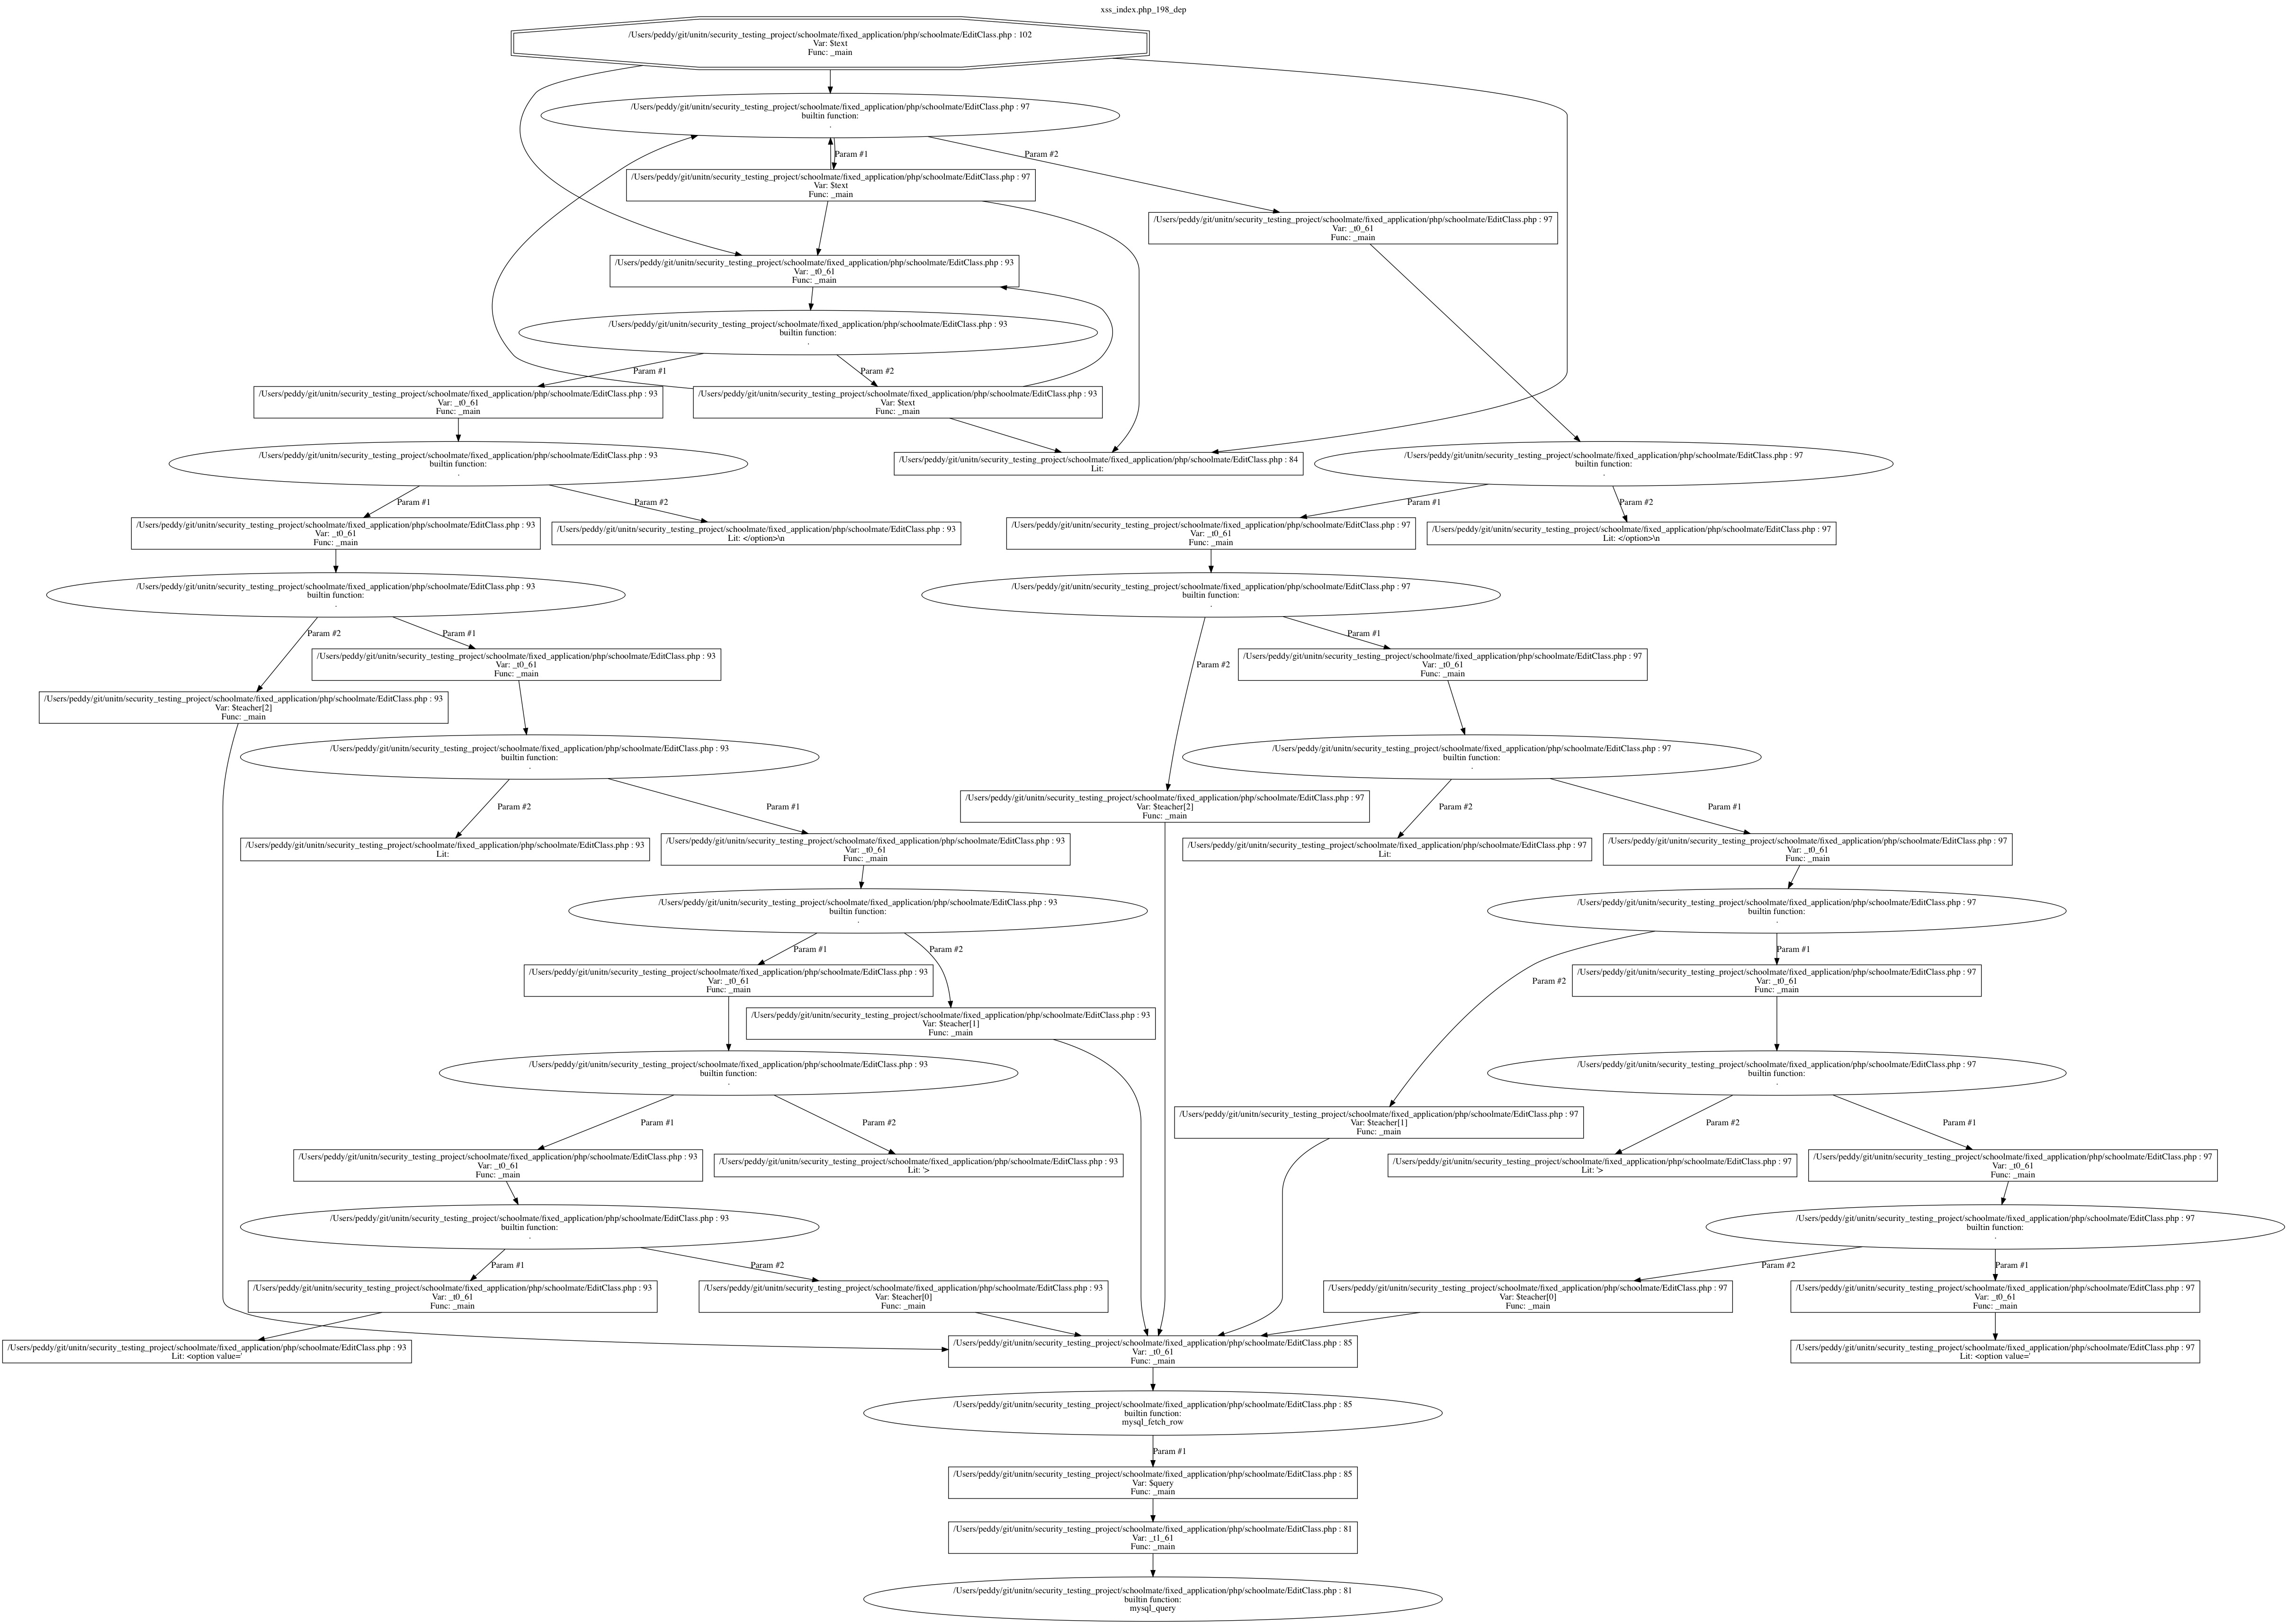 xss_index.php_198_dep
/Users/peddy/git/unitn/security_testing_project/schoolmate/fixed_application/php/schoolmate/EditClass.php : 102
Var: $text
Func: _main
/Users/peddy/git/unitn/security_testing_project/schoolmate/fixed_application/php/schoolmate/EditClass.php : 97
builtin function:
.
Param #1
Param #2
/Users/peddy/git/unitn/security_testing_project/schoolmate/fixed_application/php/schoolmate/EditClass.php : 97
Var: $text
Func: _main
/Users/peddy/git/unitn/security_testing_project/schoolmate/fixed_application/php/schoolmate/EditClass.php : 97
Var: _t0_61
Func: _main
/Users/peddy/git/unitn/security_testing_project/schoolmate/fixed_application/php/schoolmate/EditClass.php : 93
Var: _t0_61
Func: _main
/Users/peddy/git/unitn/security_testing_project/schoolmate/fixed_application/php/schoolmate/EditClass.php : 93
builtin function:
.
Param #1
Param #2
/Users/peddy/git/unitn/security_testing_project/schoolmate/fixed_application/php/schoolmate/EditClass.php : 93
Var: _t0_61
Func: _main
/Users/peddy/git/unitn/security_testing_project/schoolmate/fixed_application/php/schoolmate/EditClass.php : 93
Var: $text
Func: _main
/Users/peddy/git/unitn/security_testing_project/schoolmate/fixed_application/php/schoolmate/EditClass.php : 93
builtin function:
.
/Users/peddy/git/unitn/security_testing_project/schoolmate/fixed_application/php/schoolmate/EditClass.php : 84
Lit:
/Users/peddy/git/unitn/security_testing_project/schoolmate/fixed_application/php/schoolmate/EditClass.php : 97
builtin function:
.
Param #1
Param #2
Param #1
Param #2
/Users/peddy/git/unitn/security_testing_project/schoolmate/fixed_application/php/schoolmate/EditClass.php : 93
Var: _t0_61
Func: _main
/Users/peddy/git/unitn/security_testing_project/schoolmate/fixed_application/php/schoolmate/EditClass.php : 93
Lit: </option>\n
/Users/peddy/git/unitn/security_testing_project/schoolmate/fixed_application/php/schoolmate/EditClass.php : 97
Var: _t0_61
Func: _main
/Users/peddy/git/unitn/security_testing_project/schoolmate/fixed_application/php/schoolmate/EditClass.php : 97
Lit: </option>\n
/Users/peddy/git/unitn/security_testing_project/schoolmate/fixed_application/php/schoolmate/EditClass.php : 93
builtin function:
.
/Users/peddy/git/unitn/security_testing_project/schoolmate/fixed_application/php/schoolmate/EditClass.php : 97
builtin function:
.
Param #2
Param #1
Param #1
Param #2
/Users/peddy/git/unitn/security_testing_project/schoolmate/fixed_application/php/schoolmate/EditClass.php : 93
Var: _t0_61
Func: _main
/Users/peddy/git/unitn/security_testing_project/schoolmate/fixed_application/php/schoolmate/EditClass.php : 97
Var: _t0_61
Func: _main
/Users/peddy/git/unitn/security_testing_project/schoolmate/fixed_application/php/schoolmate/EditClass.php : 93
Var: $teacher[2]
Func: _main
/Users/peddy/git/unitn/security_testing_project/schoolmate/fixed_application/php/schoolmate/EditClass.php : 93
builtin function:
.
/Users/peddy/git/unitn/security_testing_project/schoolmate/fixed_application/php/schoolmate/EditClass.php : 97
builtin function:
.
/Users/peddy/git/unitn/security_testing_project/schoolmate/fixed_application/php/schoolmate/EditClass.php : 97
Var: $teacher[2]
Func: _main
Param #2
Param #1
Param #2
Param #1
/Users/peddy/git/unitn/security_testing_project/schoolmate/fixed_application/php/schoolmate/EditClass.php : 93
Lit:
/Users/peddy/git/unitn/security_testing_project/schoolmate/fixed_application/php/schoolmate/EditClass.php : 93
Var: _t0_61
Func: _main
/Users/peddy/git/unitn/security_testing_project/schoolmate/fixed_application/php/schoolmate/EditClass.php : 97
Lit:
/Users/peddy/git/unitn/security_testing_project/schoolmate/fixed_application/php/schoolmate/EditClass.php : 97
Var: _t0_61
Func: _main
/Users/peddy/git/unitn/security_testing_project/schoolmate/fixed_application/php/schoolmate/EditClass.php : 93
builtin function:
.
/Users/peddy/git/unitn/security_testing_project/schoolmate/fixed_application/php/schoolmate/EditClass.php : 97
builtin function:
.
Param #1
Param #2
Param #1
Param #2
/Users/peddy/git/unitn/security_testing_project/schoolmate/fixed_application/php/schoolmate/EditClass.php : 93
Var: _t0_61
Func: _main
/Users/peddy/git/unitn/security_testing_project/schoolmate/fixed_application/php/schoolmate/EditClass.php : 97
Var: _t0_61
Func: _main
/Users/peddy/git/unitn/security_testing_project/schoolmate/fixed_application/php/schoolmate/EditClass.php : 93
Var: $teacher[1]
Func: _main
/Users/peddy/git/unitn/security_testing_project/schoolmate/fixed_application/php/schoolmate/EditClass.php : 93
builtin function:
.
/Users/peddy/git/unitn/security_testing_project/schoolmate/fixed_application/php/schoolmate/EditClass.php : 97
builtin function:
.
/Users/peddy/git/unitn/security_testing_project/schoolmate/fixed_application/php/schoolmate/EditClass.php : 97
Var: $teacher[1]
Func: _main
Param #1
Param #2
Param #2
Param #1
/Users/peddy/git/unitn/security_testing_project/schoolmate/fixed_application/php/schoolmate/EditClass.php : 93
Var: _t0_61
Func: _main
/Users/peddy/git/unitn/security_testing_project/schoolmate/fixed_application/php/schoolmate/EditClass.php : 93
Lit: '>
/Users/peddy/git/unitn/security_testing_project/schoolmate/fixed_application/php/schoolmate/EditClass.php : 97
Lit: '>
/Users/peddy/git/unitn/security_testing_project/schoolmate/fixed_application/php/schoolmate/EditClass.php : 97
Var: _t0_61
Func: _main
/Users/peddy/git/unitn/security_testing_project/schoolmate/fixed_application/php/schoolmate/EditClass.php : 93
builtin function:
.
/Users/peddy/git/unitn/security_testing_project/schoolmate/fixed_application/php/schoolmate/EditClass.php : 97
builtin function:
.
Param #1
Param #2
Param #2
Param #1
/Users/peddy/git/unitn/security_testing_project/schoolmate/fixed_application/php/schoolmate/EditClass.php : 93
Var: _t0_61
Func: _main
/Users/peddy/git/unitn/security_testing_project/schoolmate/fixed_application/php/schoolmate/EditClass.php : 93
Var: $teacher[0]
Func: _main
/Users/peddy/git/unitn/security_testing_project/schoolmate/fixed_application/php/schoolmate/EditClass.php : 97
Var: $teacher[0]
Func: _main
/Users/peddy/git/unitn/security_testing_project/schoolmate/fixed_application/php/schoolmate/EditClass.php : 97
Var: _t0_61
Func: _main
/Users/peddy/git/unitn/security_testing_project/schoolmate/fixed_application/php/schoolmate/EditClass.php : 93
Lit: <option value='
/Users/peddy/git/unitn/security_testing_project/schoolmate/fixed_application/php/schoolmate/EditClass.php : 85
Var: _t0_61
Func: _main
/Users/peddy/git/unitn/security_testing_project/schoolmate/fixed_application/php/schoolmate/EditClass.php : 97
Lit: <option value='
/Users/peddy/git/unitn/security_testing_project/schoolmate/fixed_application/php/schoolmate/EditClass.php : 85
builtin function:
mysql_fetch_row
Param #1
/Users/peddy/git/unitn/security_testing_project/schoolmate/fixed_application/php/schoolmate/EditClass.php : 85
Var: $query
Func: _main
/Users/peddy/git/unitn/security_testing_project/schoolmate/fixed_application/php/schoolmate/EditClass.php : 81
Var: _t1_61
Func: _main
/Users/peddy/git/unitn/security_testing_project/schoolmate/fixed_application/php/schoolmate/EditClass.php : 81
builtin function:
mysql_query